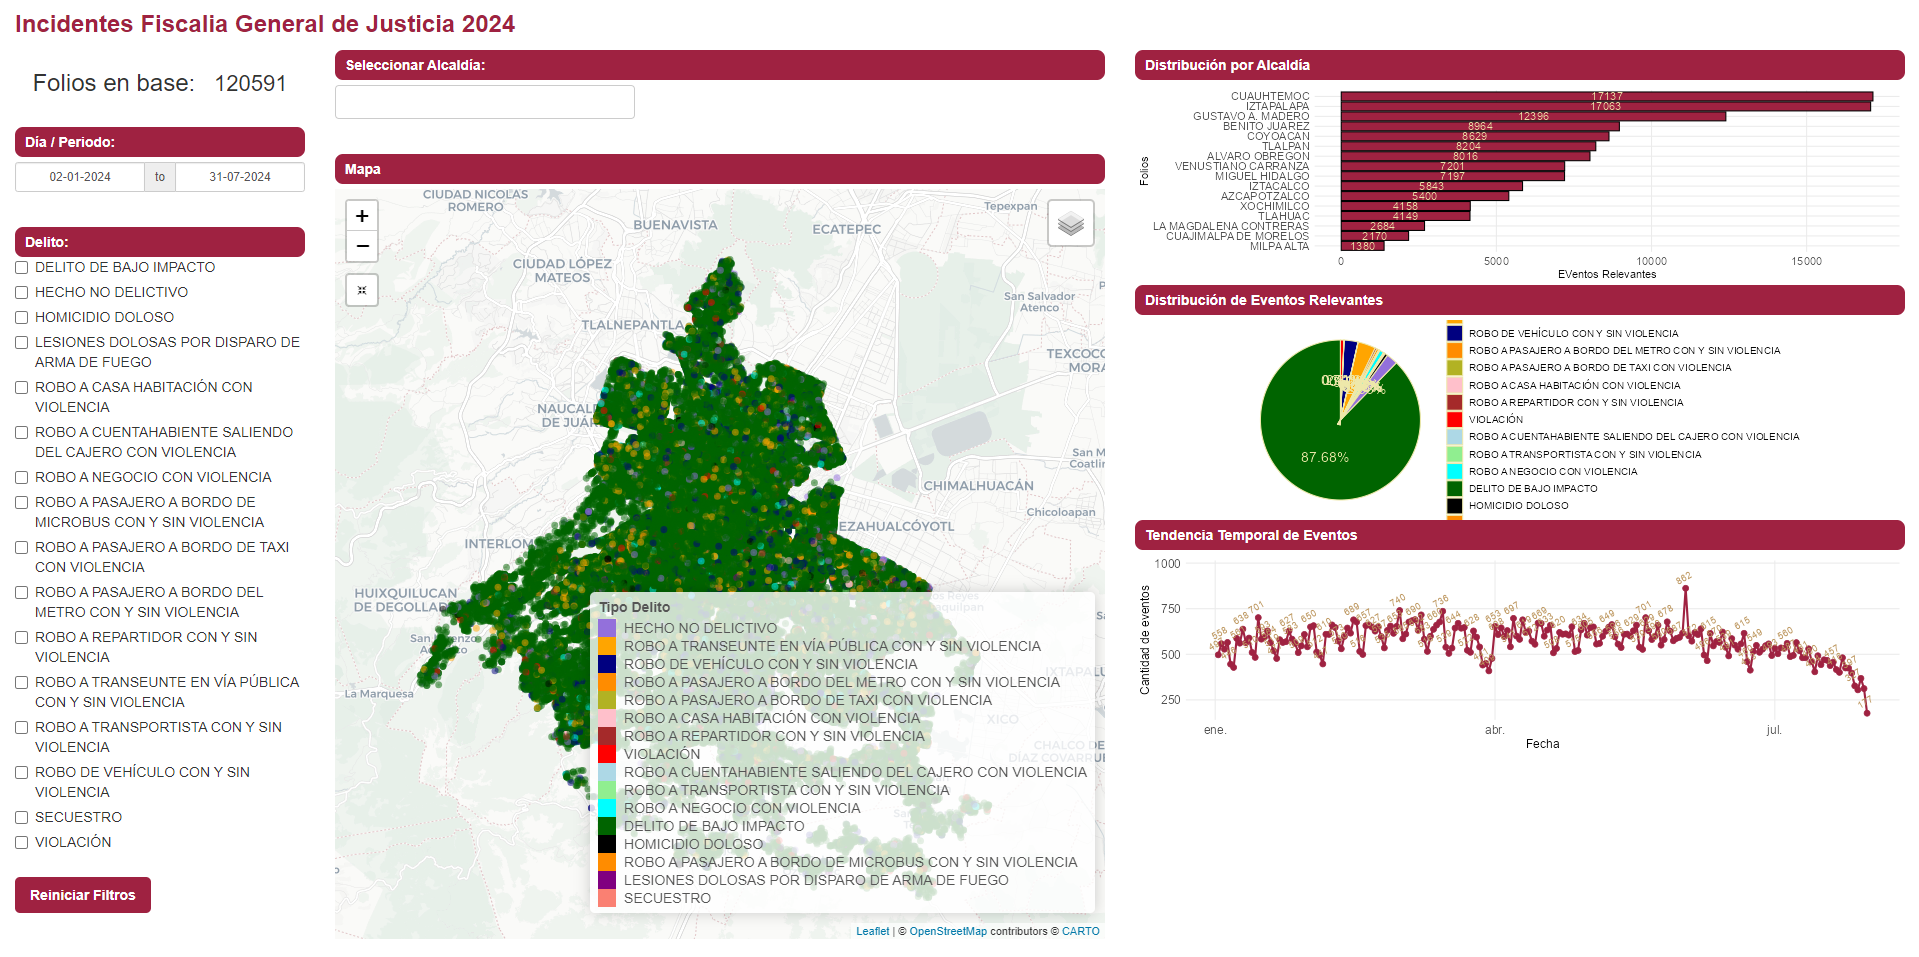 Incidentes Fiscalia General de Justicia 2024
Folios en base: 120591
Día / Periodo:
02-01-2024 to 31-07-2024
Delito:
DELITO DE BAJO IMPACTO
HECHO NO DELICTIVO
HOMICIDIO DOLOSO
LESIONES DOLOSAS POR DISPARO DE
ARMA DE FUEGO
ROBO A CASA HABITACIÓN CON
VIOLENCIA
ROBO A CUENTAHABIENTE SALIENDO
DEL CAJERO CON VIOLENCIA
ROBO A NEGOCIO CON VIOLENCIA
ROBO A PASAJERO A BORDO DE
MICROBUS CON Y SIN VIOLENCIA
ROBO A PASAJERO A BORDO DE TAXI
CON VIOLENCIA
ROBO A PASAJERO A BORDO DEL
METRO CON Y SIN VIOLENCIA
ROBO A REPARTIDOR CON Y SIN
VIOLENCIA
ROBO A TRANSEUNTE EN VÍA PÚBLICA
CON Y SIN VIOLENCIA
ROBO A TRANSPORTISTA CON Y SIN
VIOLENCIA
ROBO DE VEHÍCULO CON Y SIN
VIOLENCIA
SECUESTRO
VIOLACIÓN
Reiniciar Filtros
Seleccionar Alcaldía:
Mapa
+
−
CIUDAD NICOLAS
ROMERO
BUENAVISTA
ECATEPEC
Tepexpan
CIUDAD LÓPEZ
MATEOS
San Salvador
Atenco
TLALNEPANTLA
TEXCOCO
MORA
NAUCAL
DE JUÁR
San M
Coatlin
CHIMALHUACÁN
Chicoloapan
EZAHUALCÓYOTL
INTERLOM
HUIXQUILUCAN
DE DEGOLLAD
La Marquesa
IXTAPALU
XICO
CHALCO DE
DÍAZ COVARRU
Tipo Delito
HECHO NO DELICTIVO
ROBO A TRANSEUNTE EN VÍA PÚBLICA CON Y SIN VIOLENCIA
ROBO DE VEHÍCULO CON Y SIN VIOLENCIA
ROBO A PASAJERO A BORDO DEL METRO CON Y SIN VIOLENCIA
ROBO A PASAJERO A BORDO DE TAXI CON VIOLENCIA
ROBO A CASA HABITACIÓN CON VIOLENCIA
ROBO A REPARTIDOR CON Y SIN VIOLENCIA
VIOLACIÓN
ROBO A CUENTAHABIENTE SALIENDO DEL CAJERO CON VIOLENCIA
ROBO A TRANSPORTISTA CON Y SIN VIOLENCIA
ROBO A NEGOCIO CON VIOLENCIA
DELITO DE BAJO IMPACTO
HOMICIDIO DOLOSO
ROBO A PASAJERO A BORDO DE MICROBUS CON Y SIN VIOLENCIA
LESIONES DOLOSAS POR DISPARO DE ARMA DE FUEGO
SECUESTRO
Leaflet | © OpenStreetMap contributors © CARTO
Distribución por Alcaldía
Folios
CUAUHTEMOC 17137
IZTAPALAPA 17063
GUSTAVO A. MADERO 12396
BENITO JUAREZ 8964
COYOACAN 8629
TLALPAN 8204
ALVARO OBREGON 8016
VENUSTIANO CARRANZA 7201
MIGUEL HIDALGO 7197
IZTACALCO 5843
AZCAPOTZALCO 5400
XOCHIMILCO 4158
TLAHUAC 4149
LA MAGDALENA CONTRERAS 2684
CUAJIMALPA DE MORELOS 2170
MILPA ALTA 1380
0 5000 10000 15000
EVentos Relevantes
Distribución de Eventos Relevantes
87.68%
ROBO DE VEHÍCULO CON Y SIN VIOLENCIA
ROBO A PASAJERO A BORDO DEL METRO CON Y SIN VIOLENCIA
ROBO A PASAJERO A BORDO DE TAXI CON VIOLENCIA
ROBO A CASA HABITACIÓN CON VIOLENCIA
ROBO A REPARTIDOR CON Y SIN VIOLENCIA
VIOLACIÓN
ROBO A CUENTAHABIENTE SALIENDO DEL CAJERO CON VIOLENCIA
ROBO A TRANSPORTISTA CON Y SIN VIOLENCIA
ROBO A NEGOCIO CON VIOLENCIA
DELITO DE BAJO IMPACTO
HOMICIDIO DOLOSO
Tendencia Temporal de Eventos
Cantidad de eventos
1000
750
500
250
862
740
736
701
ene. abr. jul.
Fecha